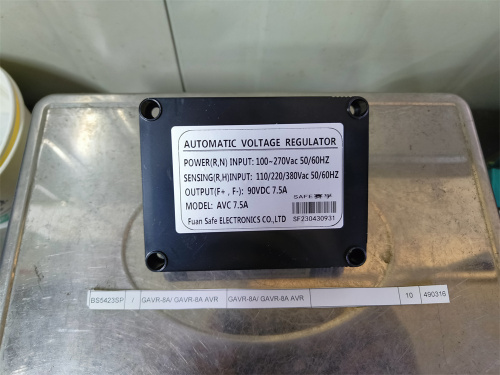 AUTOMATIC VOLTAGE REGULATOR
POWER(R,N) INPUT: 100~270Vac 50/60HZ
SENSING(R,H)INPUT: 110/220/380Vac 50/60HZ
OUTPUT(F+ , F-): 90VDC 7.5A
MODEL: AVC 7.5A
SAFE 赛孚
Fuan Safe ELECTRONICS CO.,LTD
SF230430931
BS5423SP / GAVR-8A/ GAVR-8A AVR GAVR-8A/ GAVR-8A AVR 10 490316